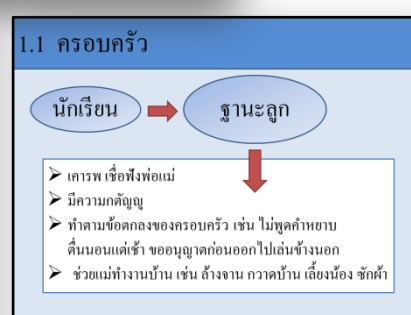 1.1 ครอบครัว
นักเรียน
ฐานะลูก
➢ เคารพ เชื่อฟังพ่อแม่
➢ มีความกตัญญู
➢ ทำตามข้อตกลงของครอบครัว เช่น ไม่พูดคำหยาบ
ตื่นนอนแต่เช้า ขออนุญาตก่อนออกไปเล่นข้างนอก
➢ ช่วยแม่ทำงานบ้าน เช่น ล้างจาน กวาดบ้าน เลี้ยงน้อง ซักผ้า